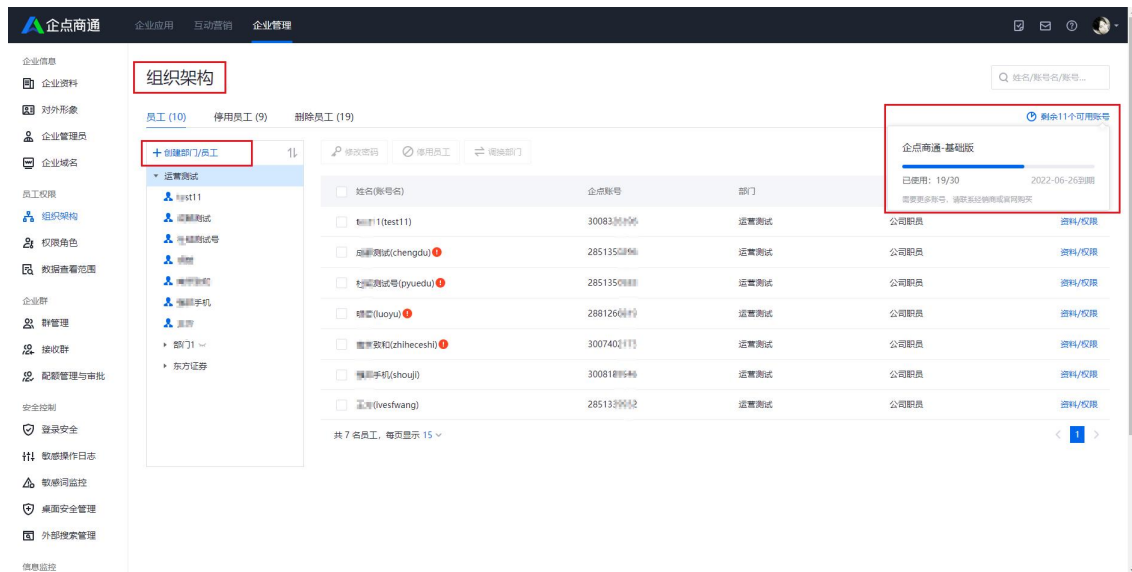 企点商通
企业应用 互动营销 企业管理
企业信息
企业资料
对外形象
企业管理员
企业域名
员工权限
组织架构
权限角色
数据查看范围
企业群
群管理
接收群
配额管理与审批
安全控制
登录安全
敏感操作日志
敏感词监控
桌面安全管理
外部搜索管理
信息监控
组织架构
姓名/账号名/账号...
员工 (10) 停用员工 (9) 删除员工 (19)
剩余11个可用账号
企点商通-基础版
已使用：19/30 2022-06-26到期
需要更多账号，请联系经销商或官网购买
+ 创建部门/员工
运营测试
st11
测试
测试号
手机
部门1
东方证券
修改密码 停用员工 调换部门
姓名(账号名) 企点账号 部门
1(test11) 30083 运营测试 公司职员 资料/权限
测试(chengdu) 285135 运营测试 公司职员 资料/权限
测试号(pyuedu) 2851350 运营测试 公司职员 资料/权限
(luoyu) 288126 运营测试 公司职员 资料/权限
致和(zhiheceshi) 300740 运营测试 公司职员 资料/权限
手机(shouji) 300818 运营测试 公司职员 资料/权限
(ivesfwang) 285133 运营测试 公司职员 资料/权限
共 7 名员工，每页显示 15
1